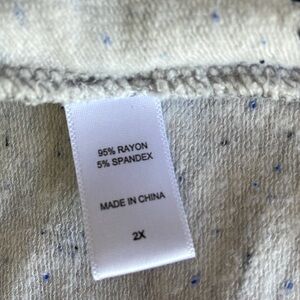 95% RAYON
5% SPANDEX
MADE IN CHINA
2X